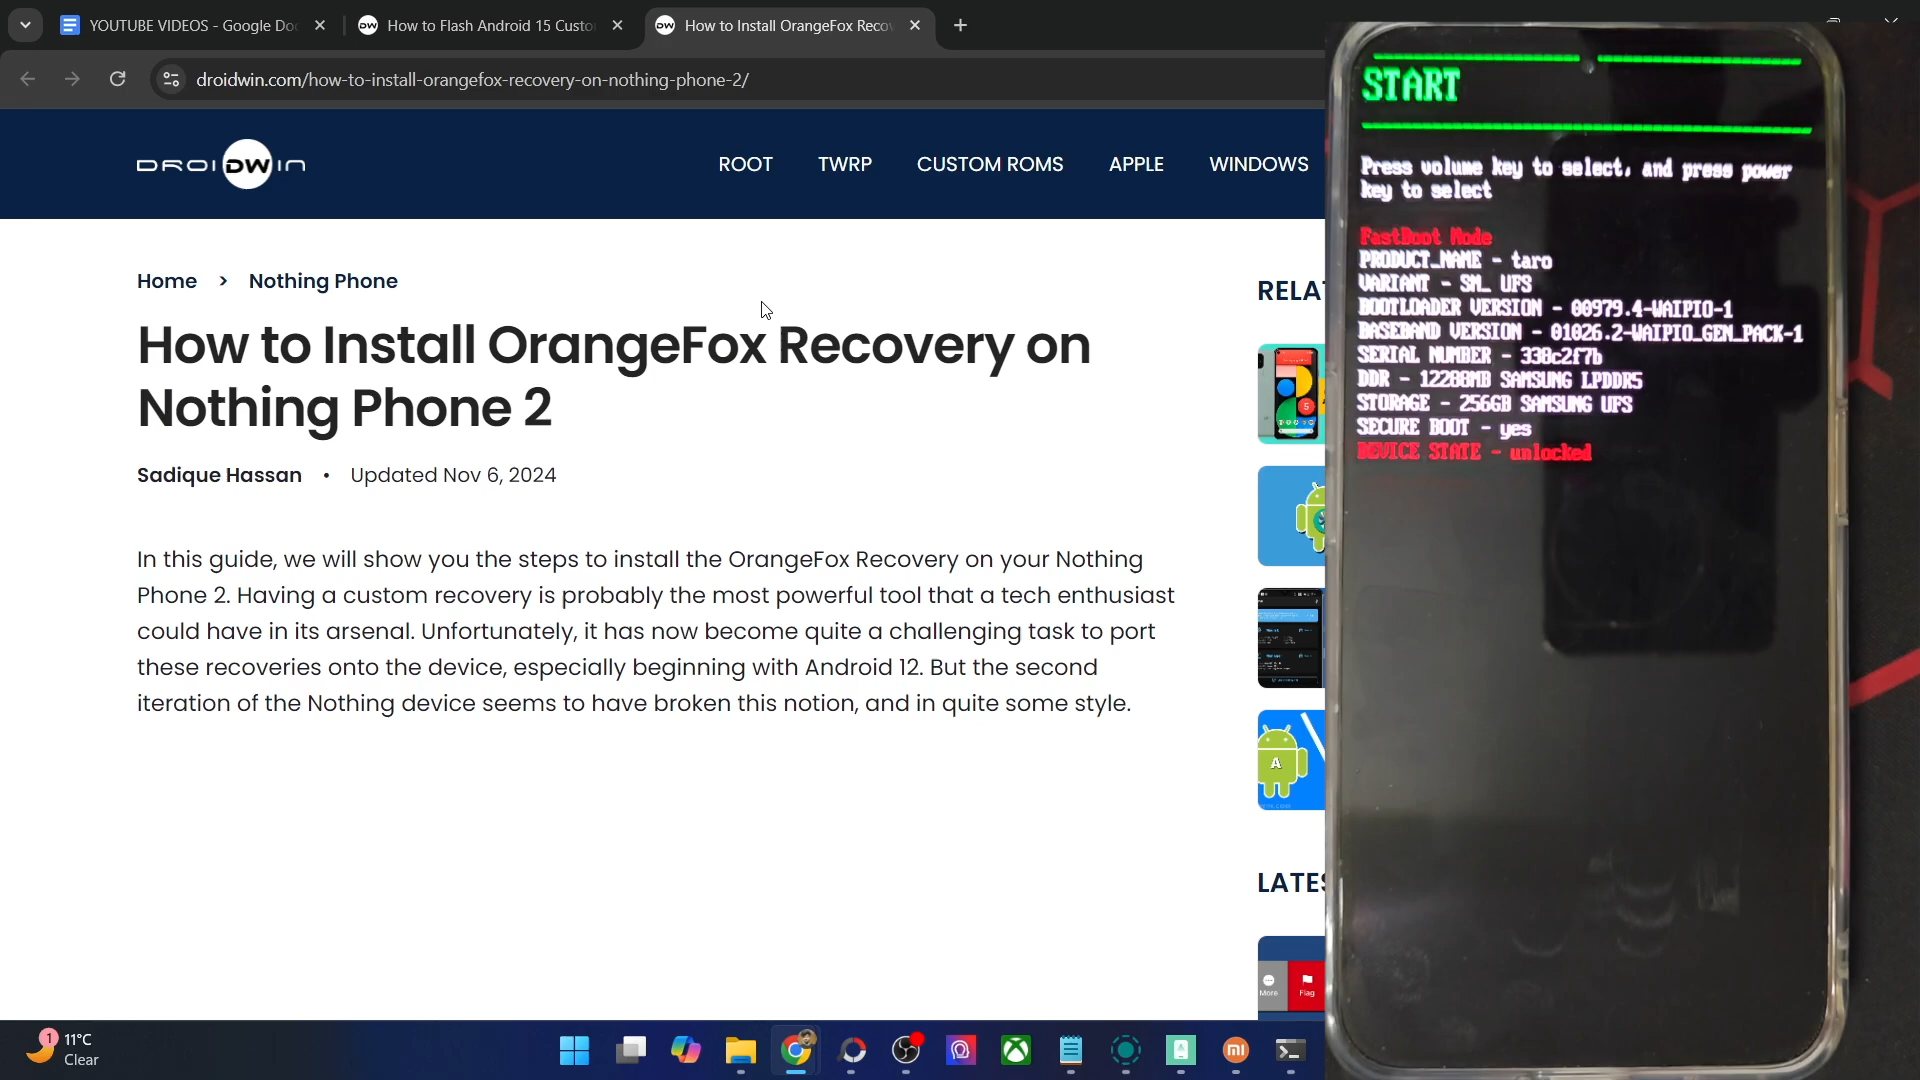 YOUTUBE VIDEOS - Google Do
How to Flash Android 15 Custo
How to Install OrangeFox Reco
droidwin.com/how-to-install-orangefox-recovery-on-nothing-phone-2/
DROIDWIN
ROOT
TWRP
CUSTOM ROMS
APPLE
WINDOWS
Home > Nothing Phone
How to Install OrangeFox Recovery on
Nothing Phone 2
Sadique Hassan • Updated Nov 6, 2024
In this guide, we will show you the steps to install the OrangeFox Recovery on your Nothing
Phone 2. Having a custom recovery is probably the most powerful tool that a tech enthusiast
could have in its arsenal. Unfortunately, it has now become quite a challenging task to port
these recoveries onto the device, especially beginning with Android 12. But the second
iteration of the Nothing device seems to have broken this notion, and in quite some style.
RELAT
LATES
More
Flag
START
Press volume key to select, and press power
key to select
FastBoot Mode
PRODUCT_NAME - taro
VARIANT - SM_ UFS
BOOTLOADER VERSION - 00979.4-WAIPIO-1
BASEBAND VERSION - 01026.2-WAIPIO_GEN_PACK-1
SERIAL NUMBER - 338c2f7b
DDR - 12288MB SAMSUNG LPDDR5
STORAGE - 256GB SAMSUNG UFS
SECURE BOOT - yes
DEVICE STATE - unlocked
1
11°C
Clear